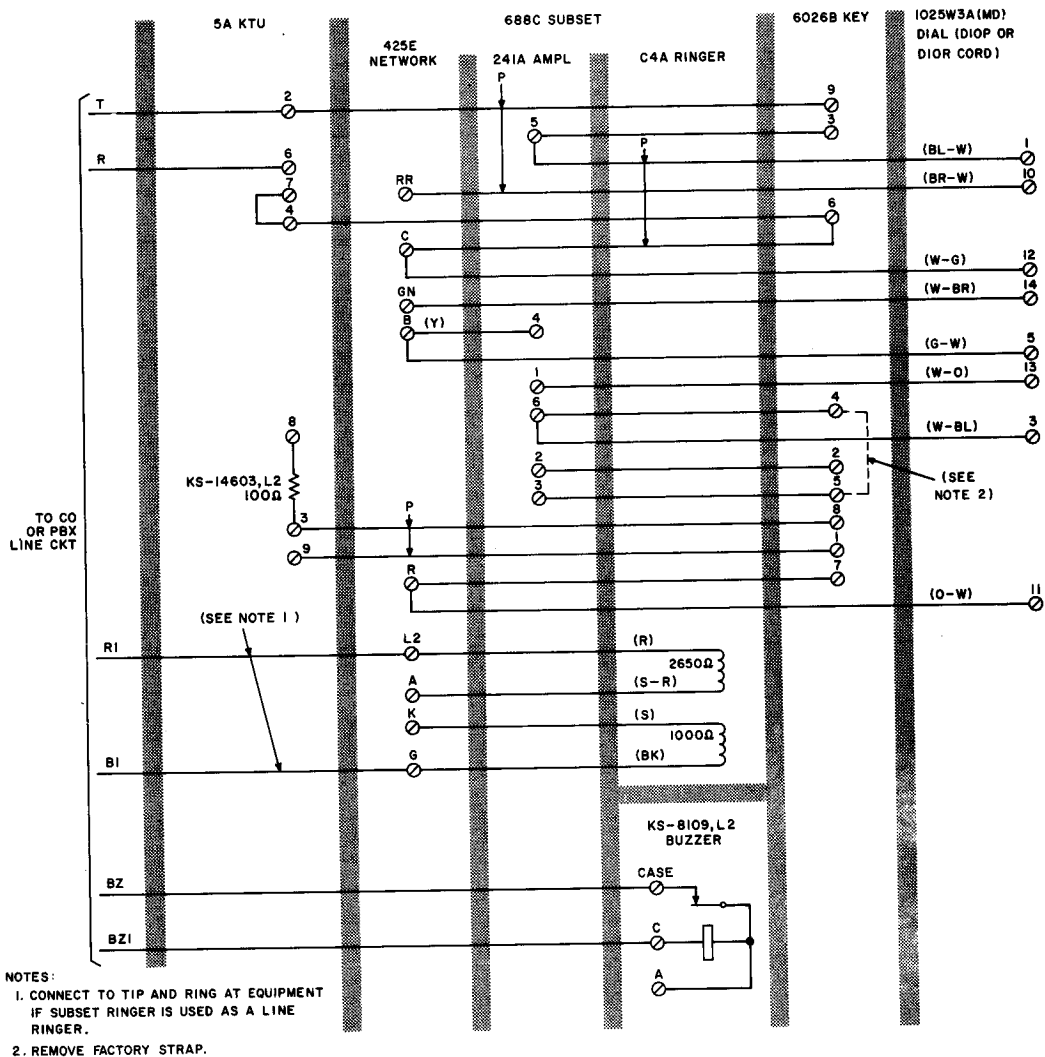 5A KTU
688C SUBSET
6026B KEY
1025W3A(MD)
DIAL (DIOP OR
DIOR CORD)
425E
NETWORK
241A AMPL
C4A RINGER
P
T
2
9
5
3
P
(BL-W)
1
R
6
(BR-W)
10
7
RR
4
6
C
(W-G)
12
GN
(W-BR)
14
B
(Y)
4
(G-W)
5
1
(W-O)
13
6
4
(W-BL)
3
8
2
2
KS-14603,L2
100Ω
3
5
(SEE
NOTE 2)
3
P
8
TO CO
OR PBX
LINE CKT
9
1
R
7
(O-W)
11
(SEE NOTE 1)
R1
L2
(R)
2650Ω
A
(S-R)
K
(S)
1000Ω
B1
G
(BK)
KS-8109,L2
BUZZER
BZ
CASE
BZ1
C
A
NOTES:
1. CONNECT TO TIP AND RING AT EQUIPMENT
IF SUBSET RINGER IS USED AS A LINE
RINGER.
2. REMOVE FACTORY STRAP.